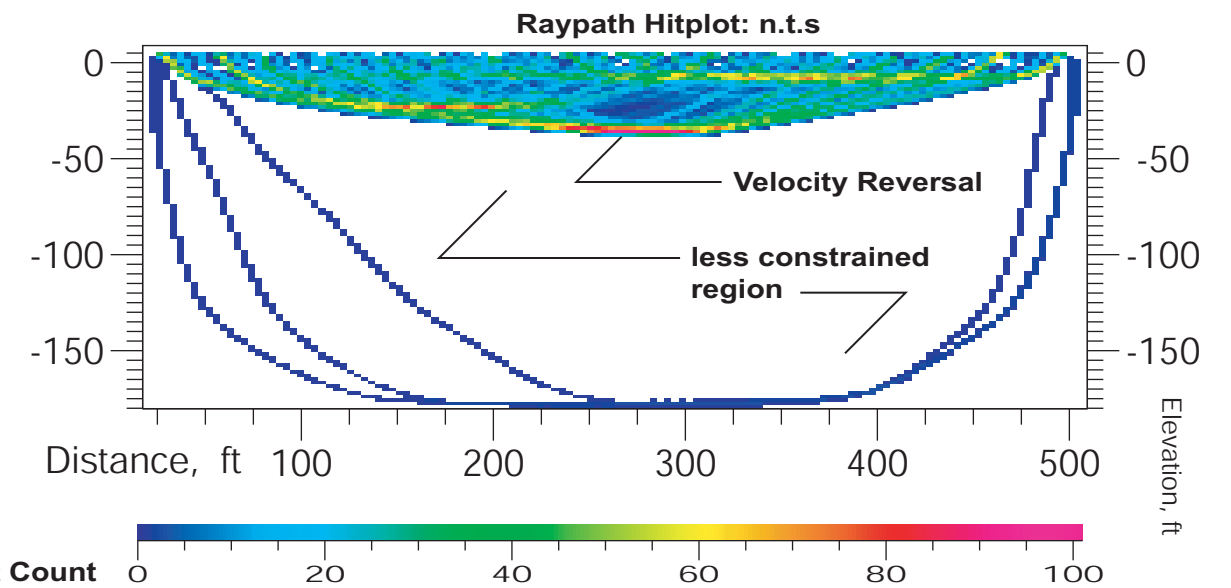 Raypath Hitplot: n.t.s
0
-50
-100
-150
0
-50
-100
-150
Velocity Reversal
less constrained
region
Elevation, ft
Distance, ft 100 200 300 400 500
Count 0 20 40 60 80 100